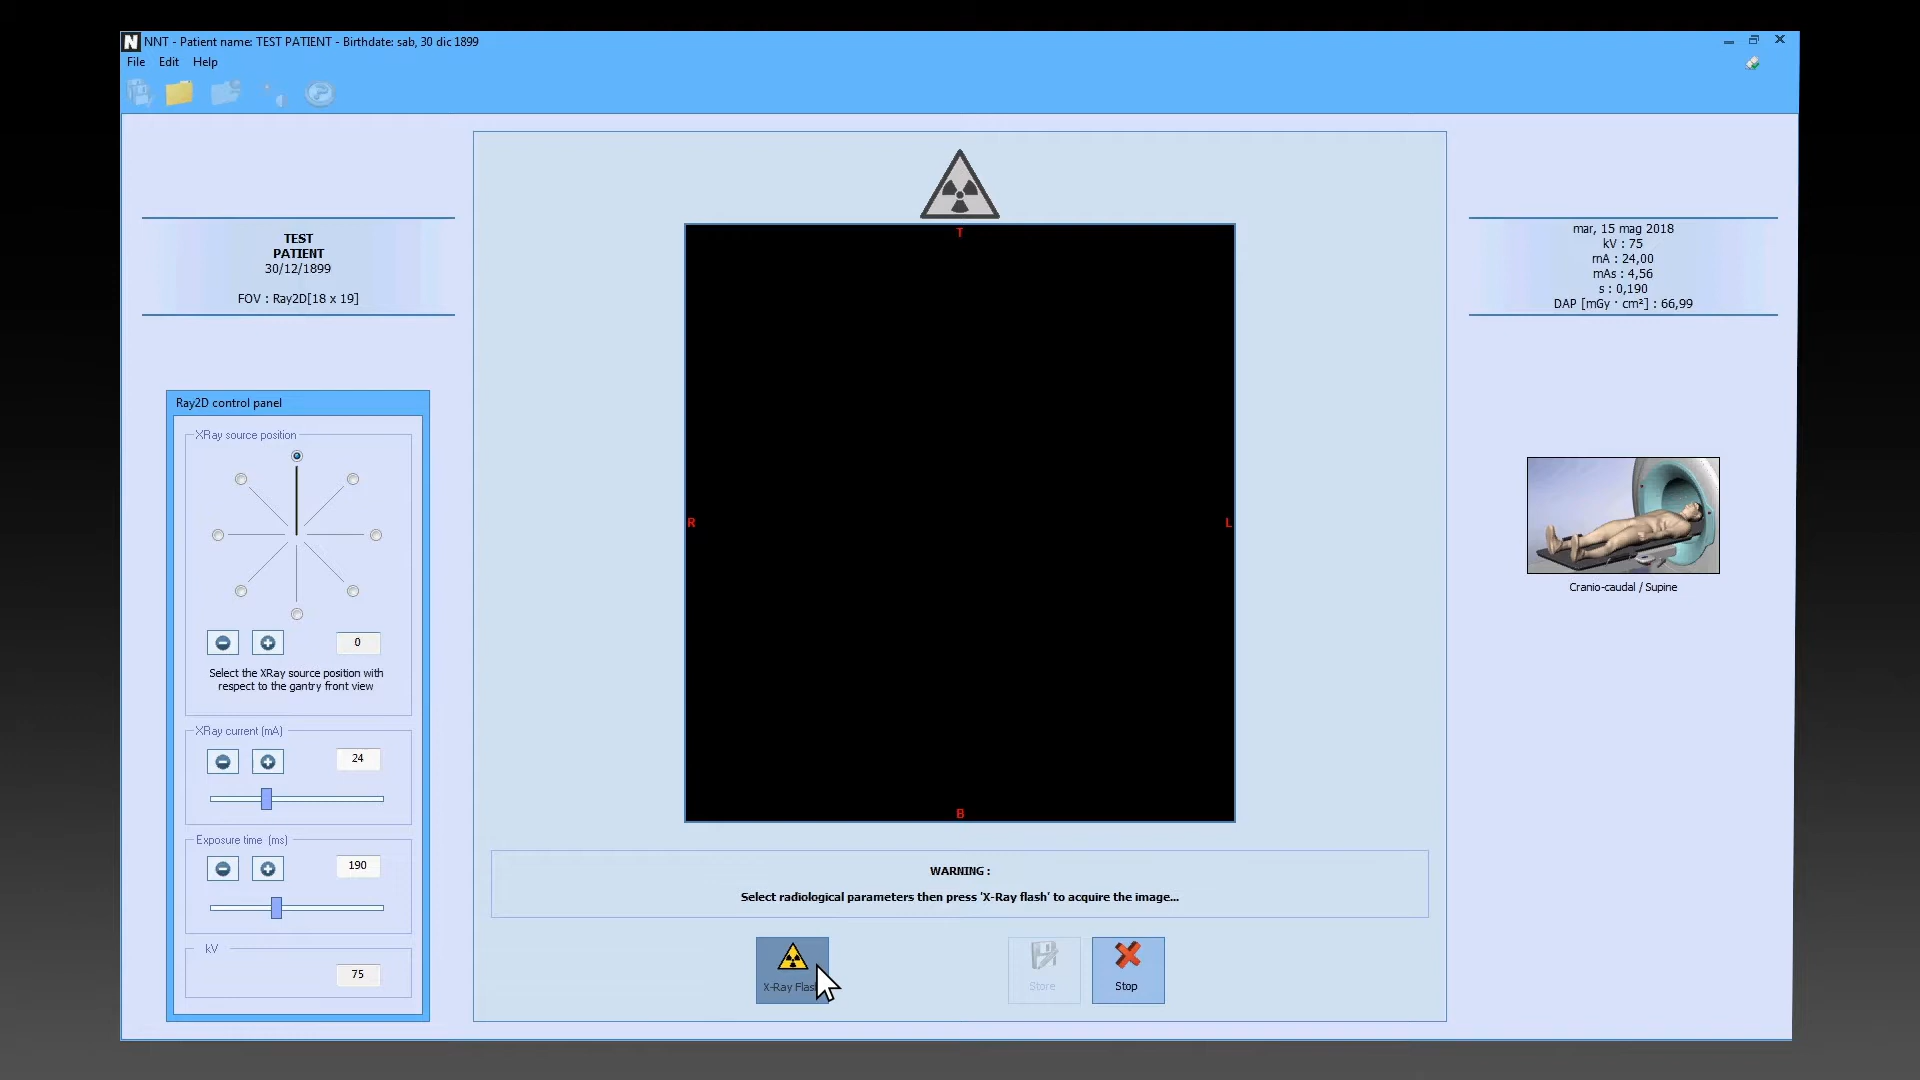 NNT - Patient name: TEST PATIENT - Birthdate: sab, 30 dic 1899
File Edit Help
TEST
PATIENT
30/12/1899
FOV : Ray2D[18 x 19]
Ray2D control panel
XRay source position
0
Select the XRay source position with
respect to the gantry front view
XRay current (mA)
24
Exposure time (ms)
190
kV
75
T
R
L
B
WARNING :
Select radiological parameters then press 'X-Ray flash' to acquire the image...
X-Ray
Store
Stop
mar, 15 mag 2018
kV : 75
mA : 24,00
mAs : 4,56
s : 0,190
DAP [mGy · cm²] : 66,99
Cranio-caudal / Supine